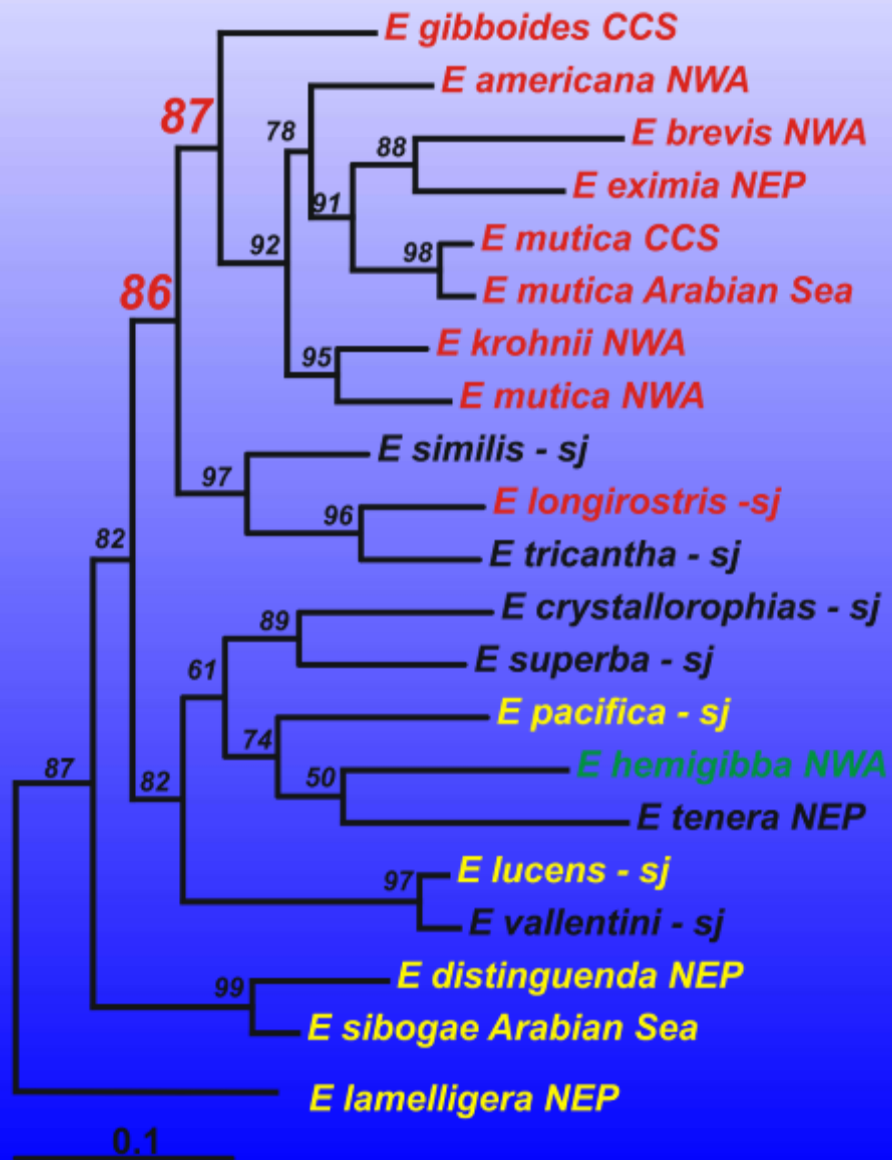 E gibboides CCS
E americana NWA
87
78
E brevis NWA
88
E eximia NEP
91
E mutica CCS
92
98
E mutica Arabian Sea
86
E krohnii NWA
95
E mutica NWA
E similis - sj
97
E longirostris -sj
96
E tricantha - sj
82
E crystallorophias - sj
89
E superba - sj
61
E pacifica - sj
74
E hemigibba NWA
87
82
50
E tenera NEP
E lucens - sj
97
E vallentini - sj
E distinguenda NEP
99
E sibogae Arabian Sea
E lamelligera NEP
0.1